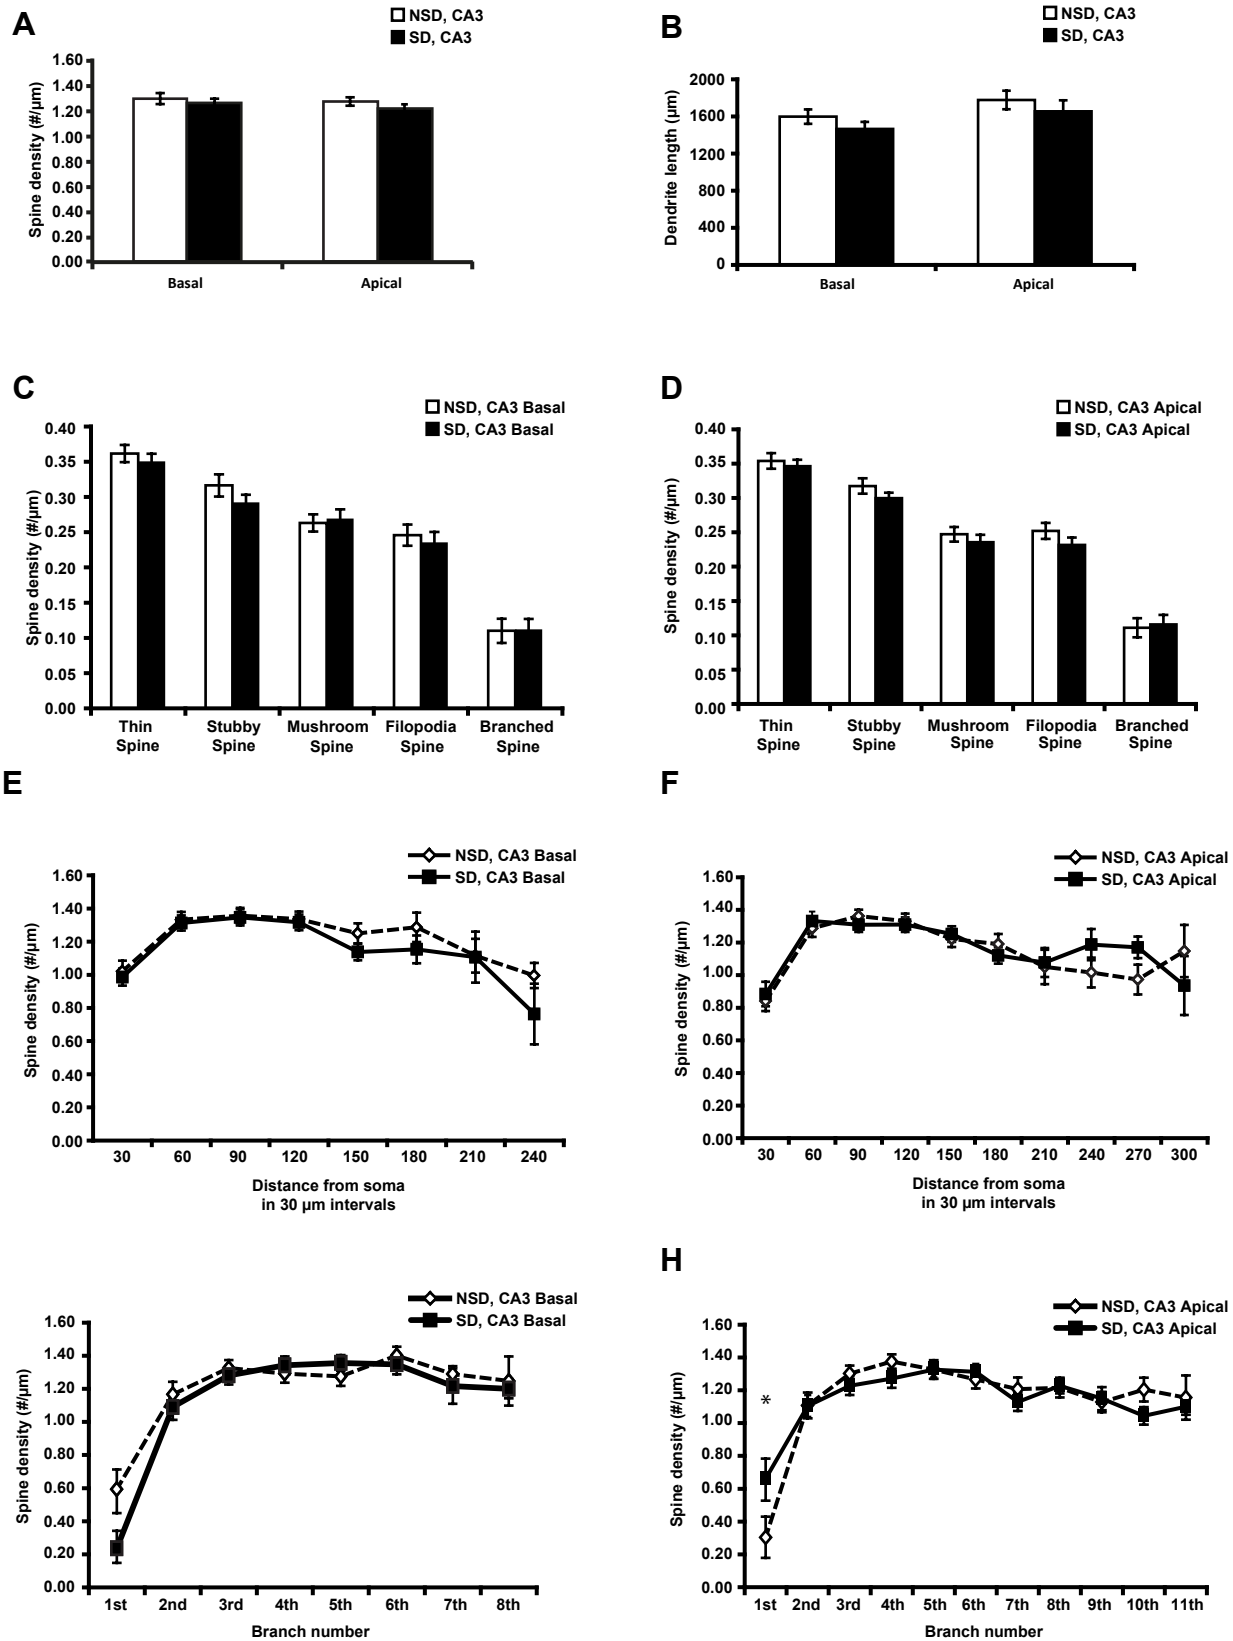 A
NSD, CA3
SD, CA3
Spine density (#/µm)
1.60
1.40
1.20
1.00
0.80
0.60
0.40
0.20
0.00
Basal
Apical
B
NSD, CA3
SD, CA3
Dendrite length (µm)
2000
1600
1200
800
400
0
Basal
Apical
C
NSD, CA3 Basal
SD, CA3 Basal
Spine density (#/µm)
0.40
0.35
0.30
0.25
0.20
0.15
0.10
0.05
0.00
Thin
Spine
Stubby
Spine
Mushroom
Spine
Filopodia
Spine
Branched
Spine
D
NSD, CA3 Apical
SD, CA3 Apical
Spine density (#/µm)
0.40
0.35
0.30
0.25
0.20
0.15
0.10
0.05
0.00
Thin
Spine
Stubby
Spine
Mushroom
Spine
Filopodia
Spine
Branched
Spine
E
NSD, CA3 Basal
SD, CA3 Basal
Spine density (#/µm)
1.60
1.40
1.20
1.00
0.80
0.60
0.40
0.20
0.00
30 60 90 120 150 180 210 240
Distance from soma
in 30 µm intervals
F
NSD, CA3 Apical
SD, CA3 Apical
Spine density (#/µm)
1.60
1.40
1.20
1.00
0.80
0.60
0.40
0.20
0.00
30 60 90 120 150 180 210 240 270 300
Distance from soma
in 30 µm intervals
NSD, CA3 Basal
SD, CA3 Basal
Spine density (#/µm)
1.60
1.40
1.20
1.00
0.80
0.60
0.40
0.20
0.00
1st 2nd 3rd 4th 5th 6th 7th 8th
Branch number
H
NSD, CA3 Apical
SD, CA3 Apical
Spine density (#/µm)
1.60
1.40
1.20
1.00
0.80
0.60
0.40
0.20
0.00
*
1st 2nd 3rd 4th 5th 6th 7th 8th 9th 10th 11th
Branch number